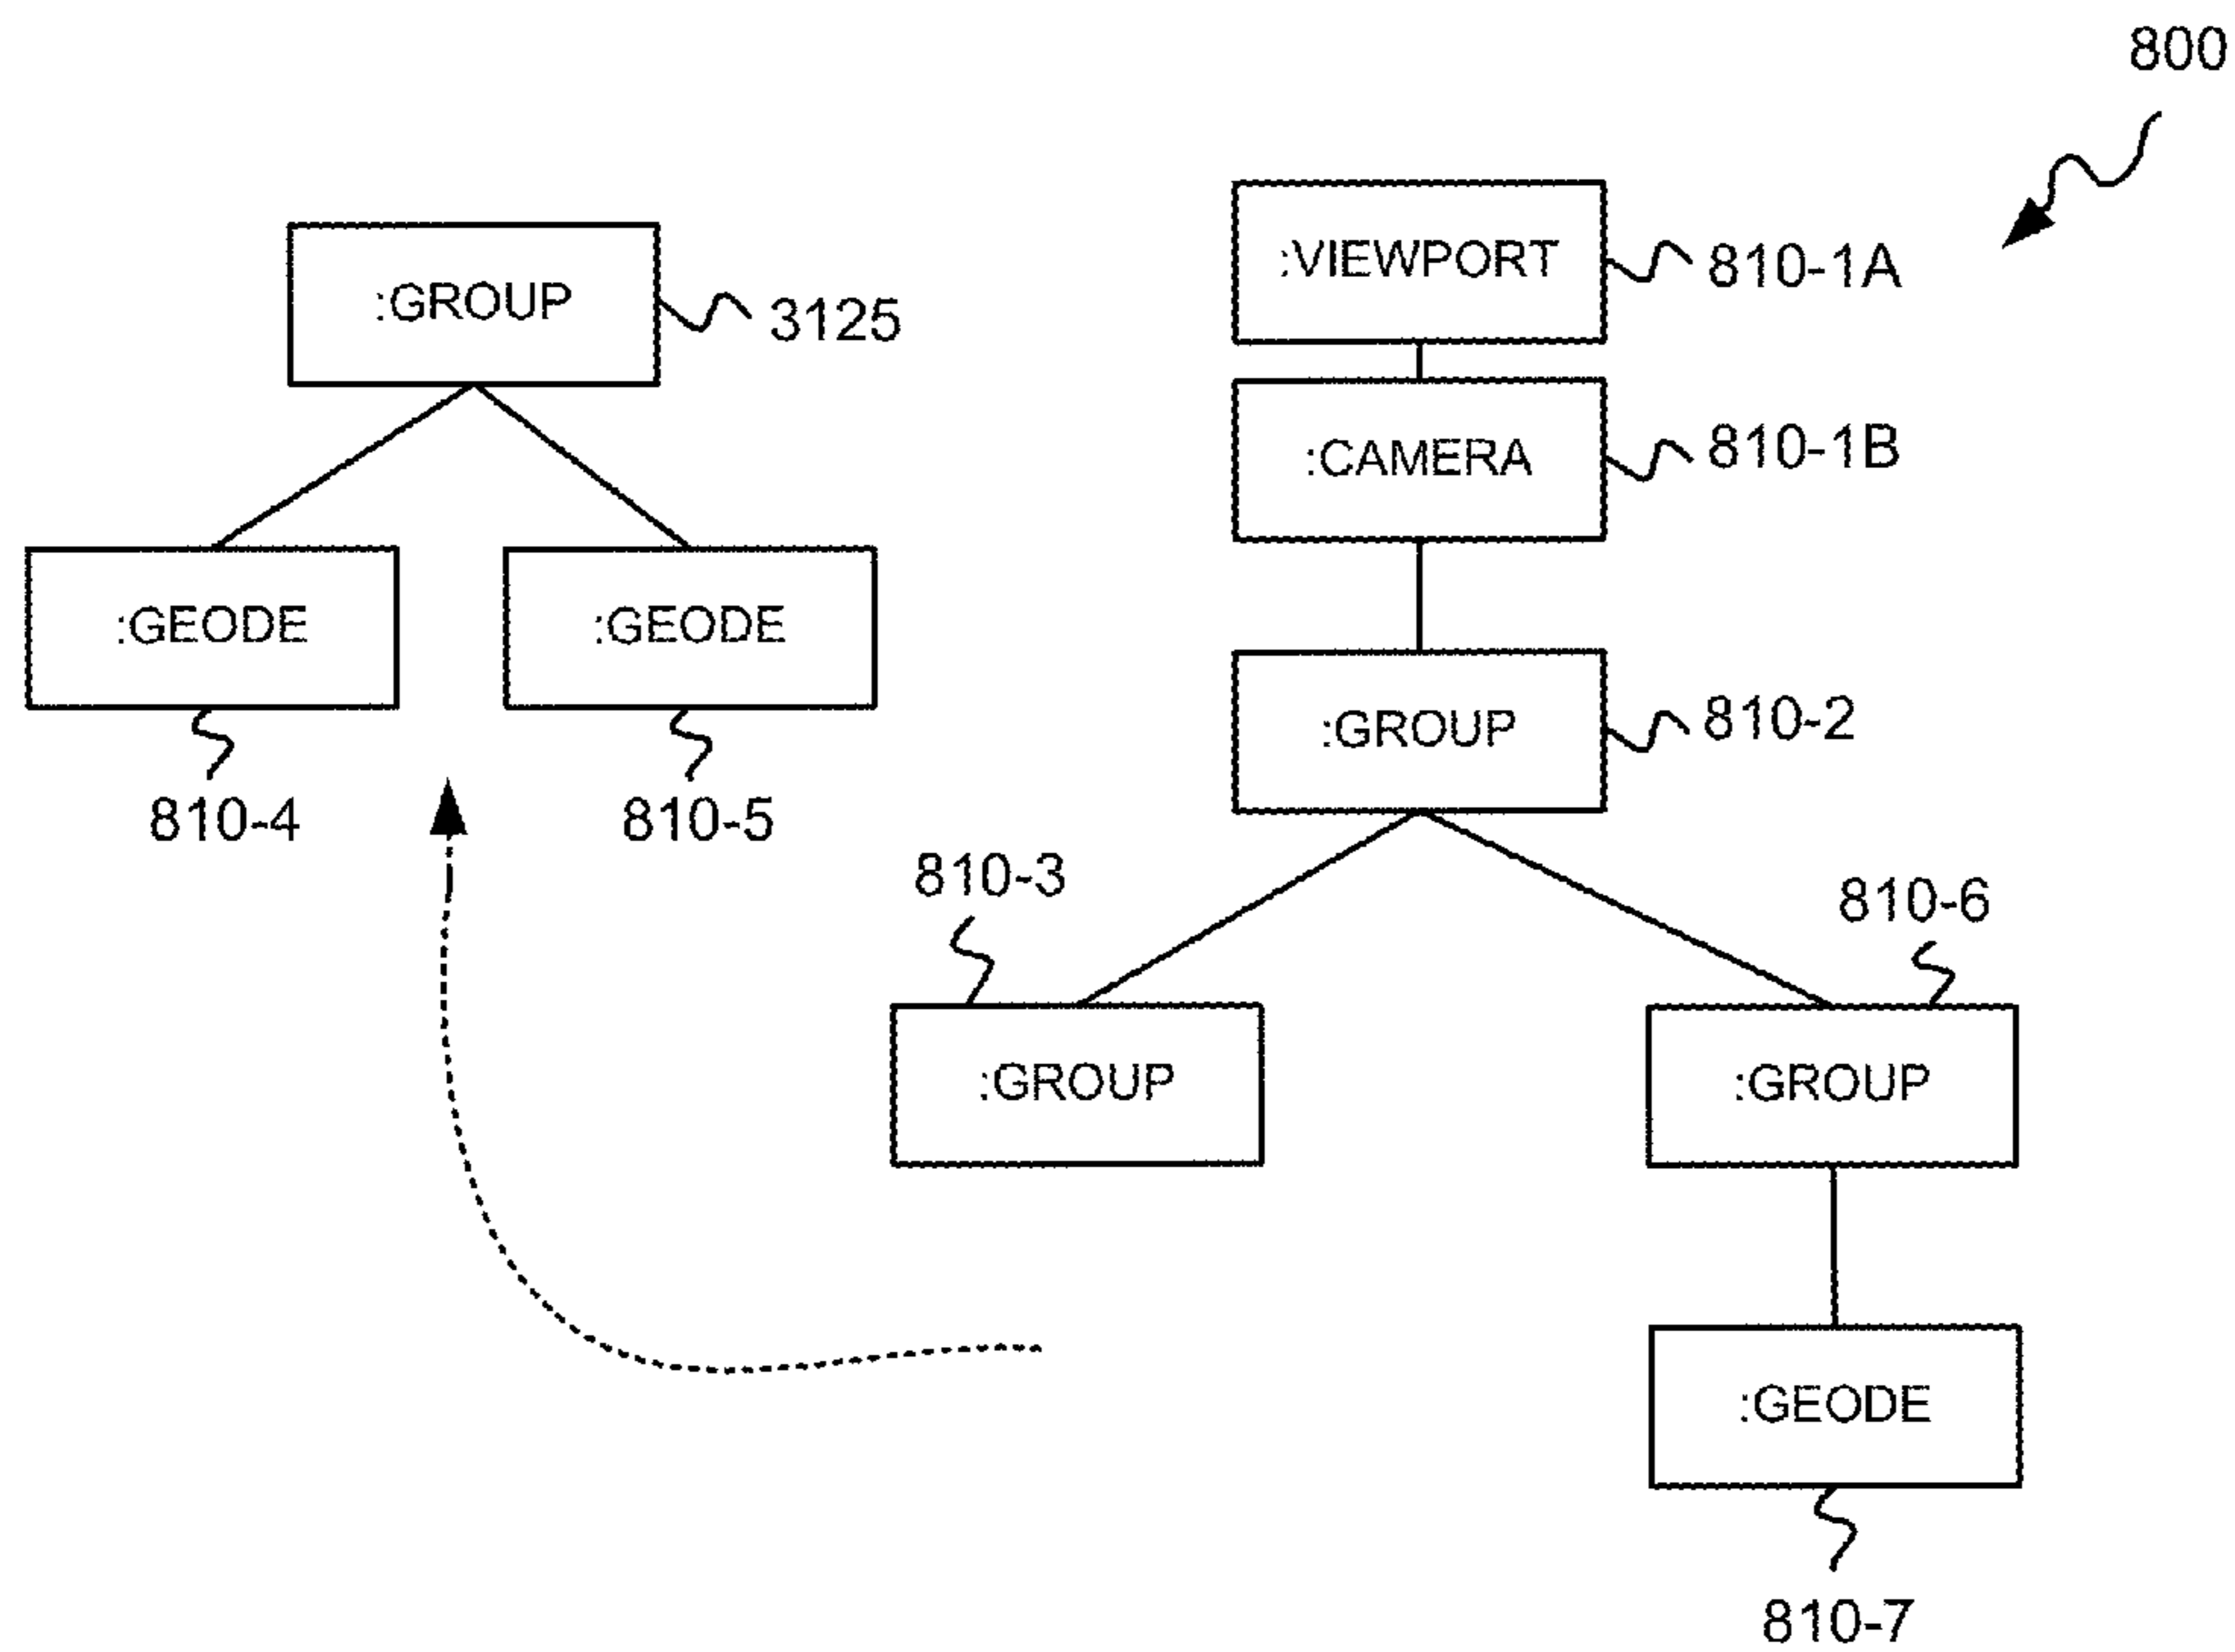 800
:VIEWPORT
810-1A
:GROUP
3125
:CAMERA
810-1B
:GEODE
:GEODE
:GROUP
810-2
810-4
810-5
810-3
810-6
:GROUP
:GROUP
:GEODE
810-7